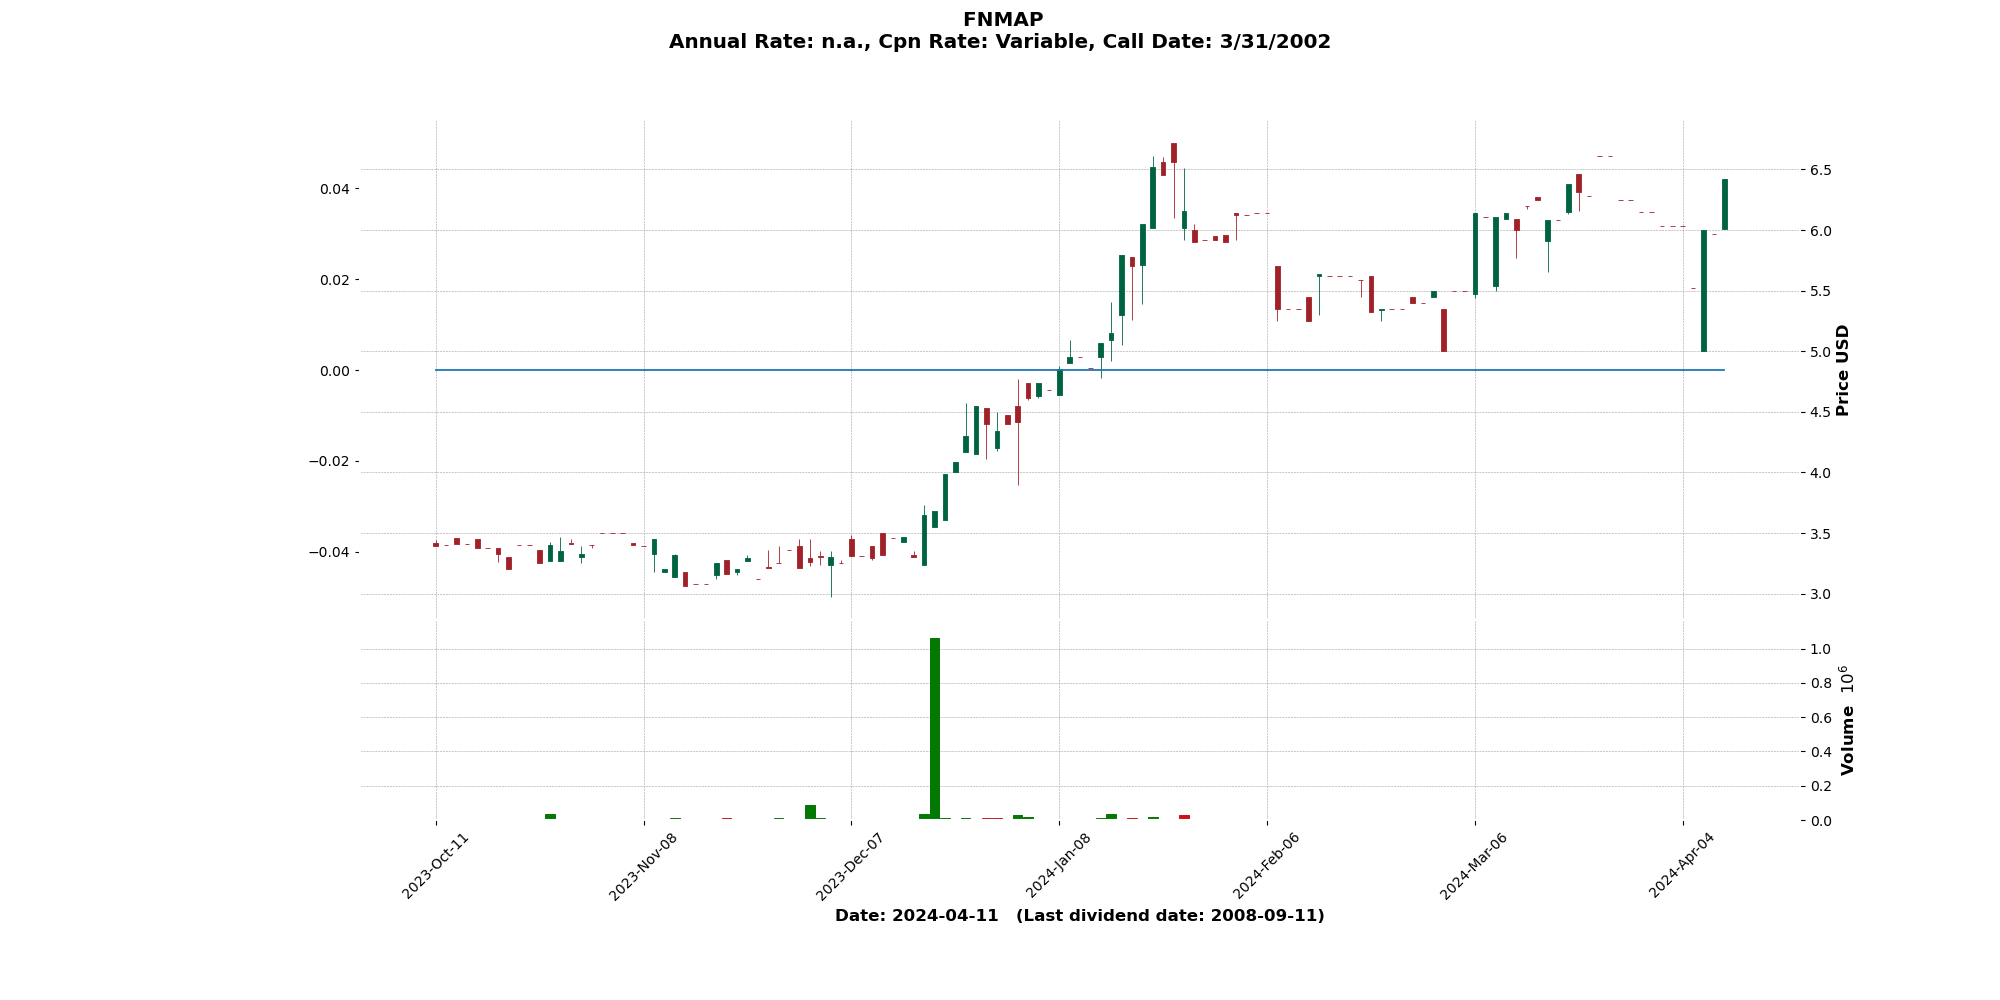 FNMAP
Annual Rate: n.a., Cpn Rate: Variable, Call Date: 3/31/2002
0.04
0.02
0.00
−0.02
−0.04
6.5
6.0
5.5
5.0
4.5
4.0
3.5
3.0
Price USD
1.0
0.8
0.6
0.4
0.2
0.0
Volume 10^6
2023-Oct-11
2023-Nov-08
2023-Dec-07
2024-Jan-08
2024-Feb-06
2024-Mar-06
2024-Apr-04
Date: 2024-04-11 (Last dividend date: 2008-09-11)